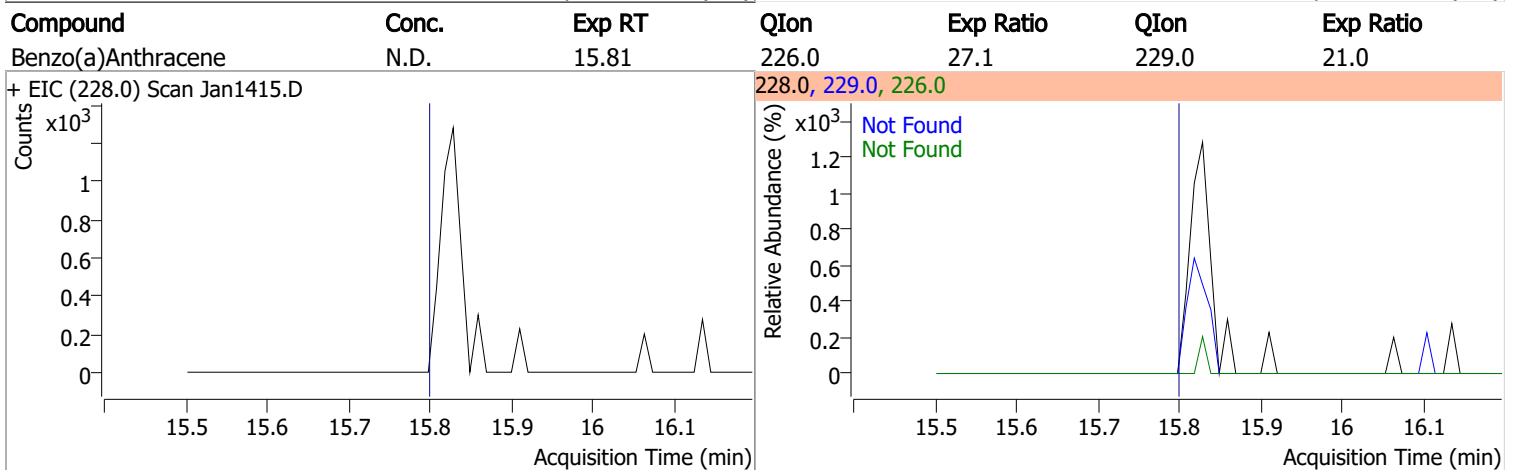 Compound Conc. Exp RT QIon Exp Ratio QIon Exp Ratio
Benzo(a)Anthracene N.D. 15.81 226.0 27.1 229.0 21.0
+ EIC (228.0) Scan Jan1415.D
Counts
x10³
1
0.8
0.6
0.4
0.2
0
15.5 15.6 15.7 15.8 15.9 16 16.1
Acquisition Time (min)
228.0, 229.0, 226.0
Relative Abundance (%)
x10³
Not Found
Not Found
1.2
1
0.8
0.6
0.4
0.2
0
15.5 15.6 15.7 15.8 15.9 16 16.1
Acquisition Time (min)